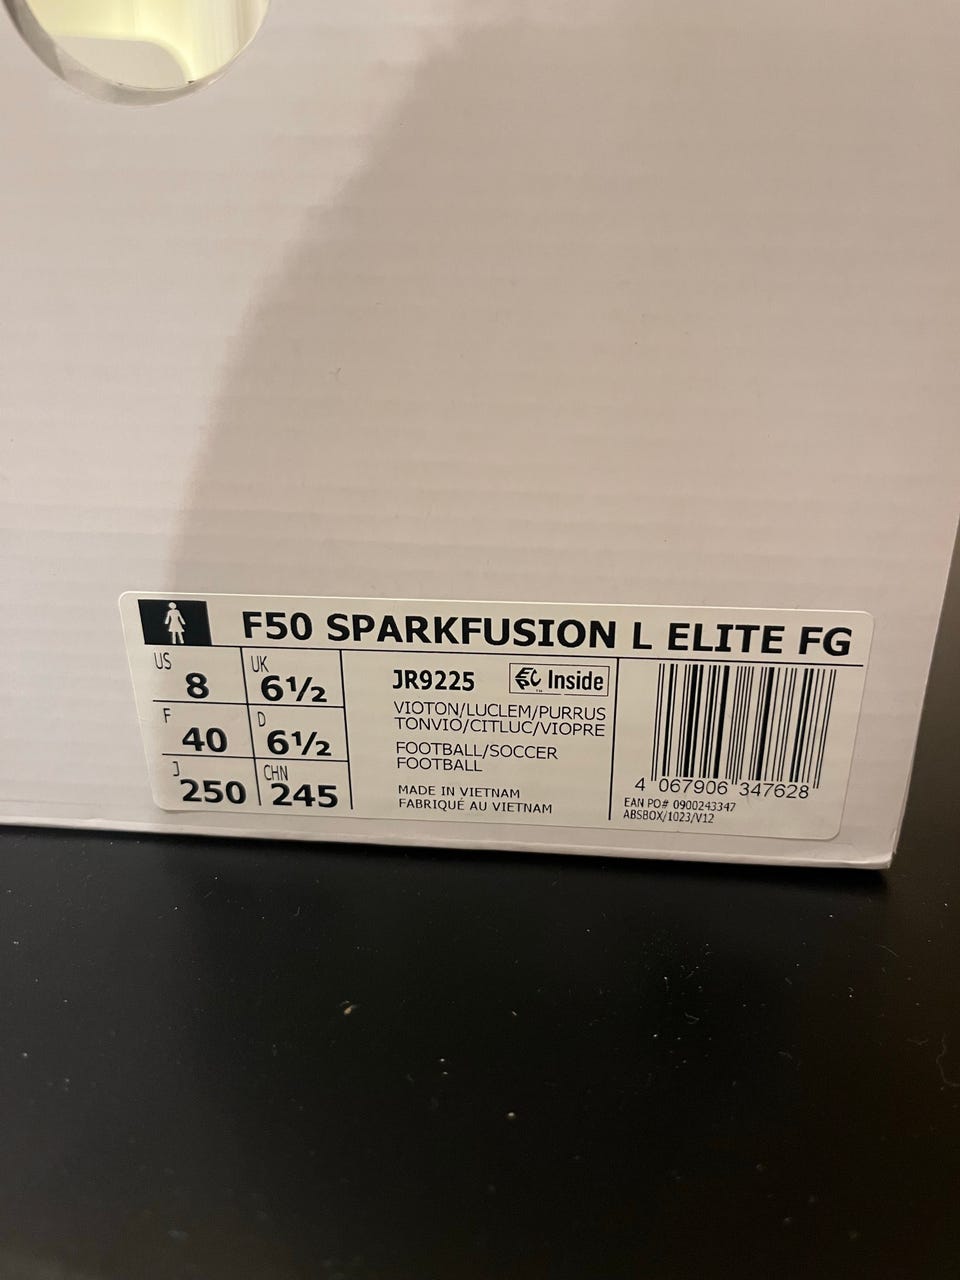 F50 SPARKFUSION L ELITE FG
US 8 UK 6½
F 40 D 6½
J 250 CHN 245
JR9225 Inside
VIOTON/LUCLEM/PURRUS
TONVIO/CITLUC/VIOPRE
FOOTBALL/SOCCER
FOOTBALL
MADE IN VIETNAM
FABRIQUÉ AU VIETNAM
4 067906 347628
EAN PO# 0900243347
ABSBOX/1023/V12